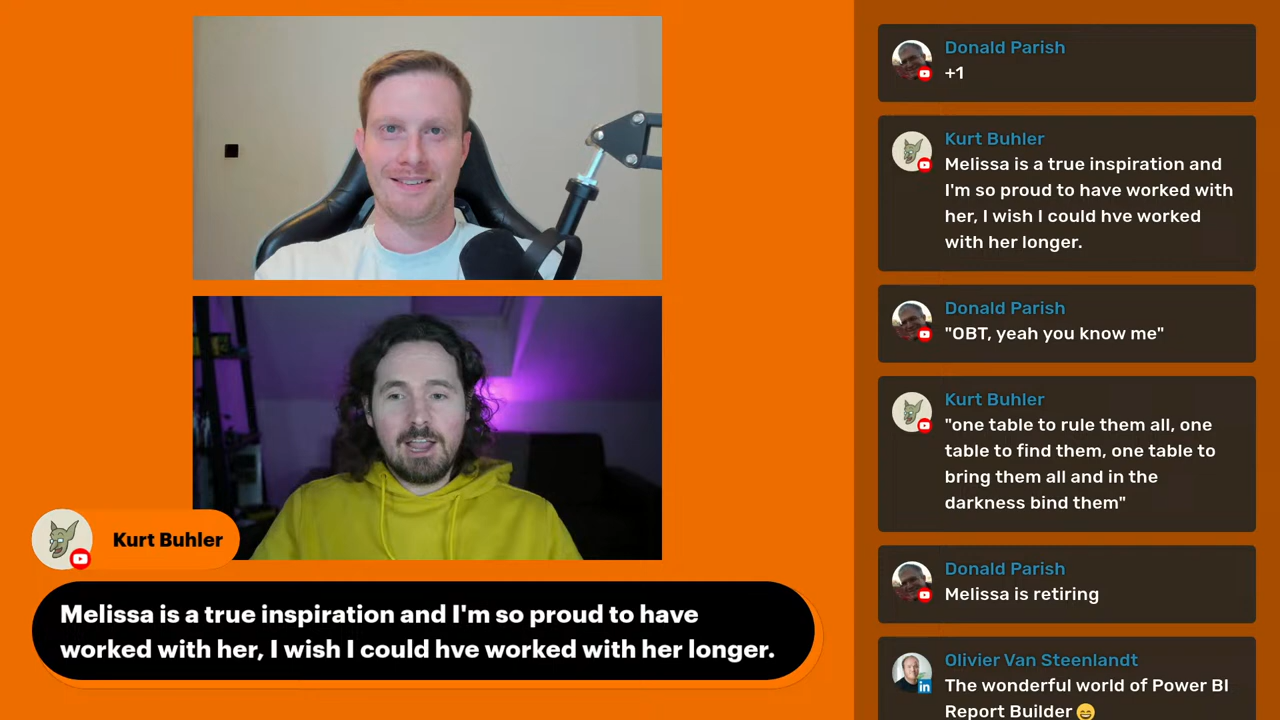 Kurt Buhler
Melissa is a true inspiration and I'm so proud to have
worked with her, I wish I could hve worked with her longer.
Donald Parish
+1
Kurt Buhler
Melissa is a true inspiration and
I'm so proud to have worked with
her, I wish I could hve worked
with her longer.
Donald Parish
"OBT, yeah you know me"
Kurt Buhler
"one table to rule them all, one
table to find them, one table to
bring them all and in the
darkness bind them"
Donald Parish
Melissa is retiring
Olivier Van Steenlandt
The wonderful world of Power BI
Report Builder 😄
in